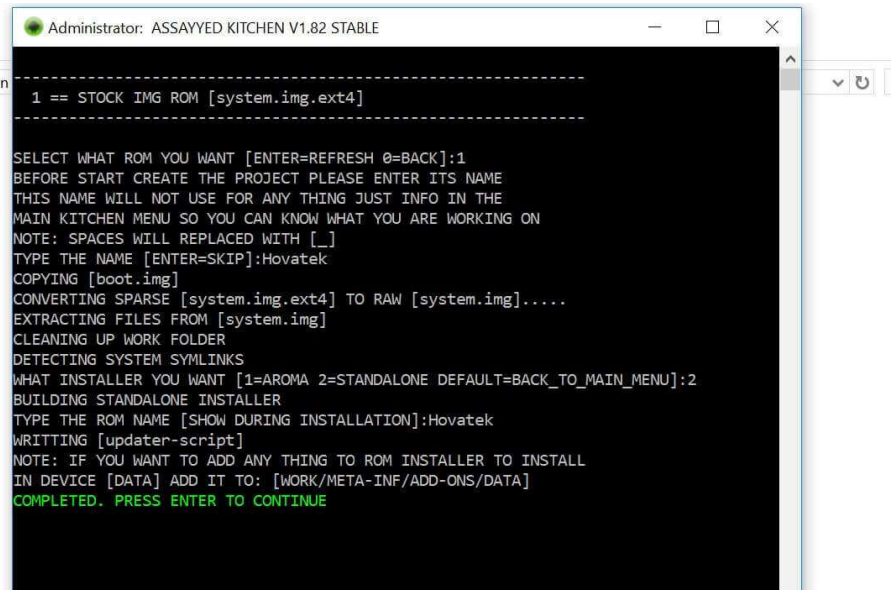 Administrator: ASSAYYED KITCHEN V1.82 STABLE
n
--------------------------------------------------------------
1 == STOCK IMG ROM [system.img.ext4]
--------------------------------------------------------------
SELECT WHAT ROM YOU WANT [ENTER=REFRESH 0=BACK]:1
BEFORE START CREATE THE PROJECT PLEASE ENTER ITS NAME
THIS NAME WILL NOT USE FOR ANY THING JUST INFO IN THE
MAIN KITCHEN MENU SO YOU CAN KNOW WHAT YOU ARE WORKING ON
NOTE: SPACES WILL REPLACED WITH [_]
TYPE THE NAME [ENTER=SKIP]:Hovatek
COPYING [boot.img]
CONVERTING SPARSE [system.img.ext4] TO RAW [system.img].....
EXTRACTING FILES FROM [system.img]
CLEANING UP WORK FOLDER
DETECTING SYSTEM SYMLINKS
WHAT INSTALLER YOU WANT [1=AROMA 2=STANDALONE DEFAULT=BACK_TO_MAIN_MENU]:2
BUILDING STANDALONE INSTALLER
TYPE THE ROM NAME [SHOW DURING INSTALLATION]:Hovatek
WRITTING [updater-script]
NOTE: IF YOU WANT TO ADD ANY THING TO ROM INSTALLER TO INSTALL
IN DEVICE [DATA] ADD IT TO: [WORK/META-INF/ADD-ONS/DATA]
COMPLETED. PRESS ENTER TO CONTINUE